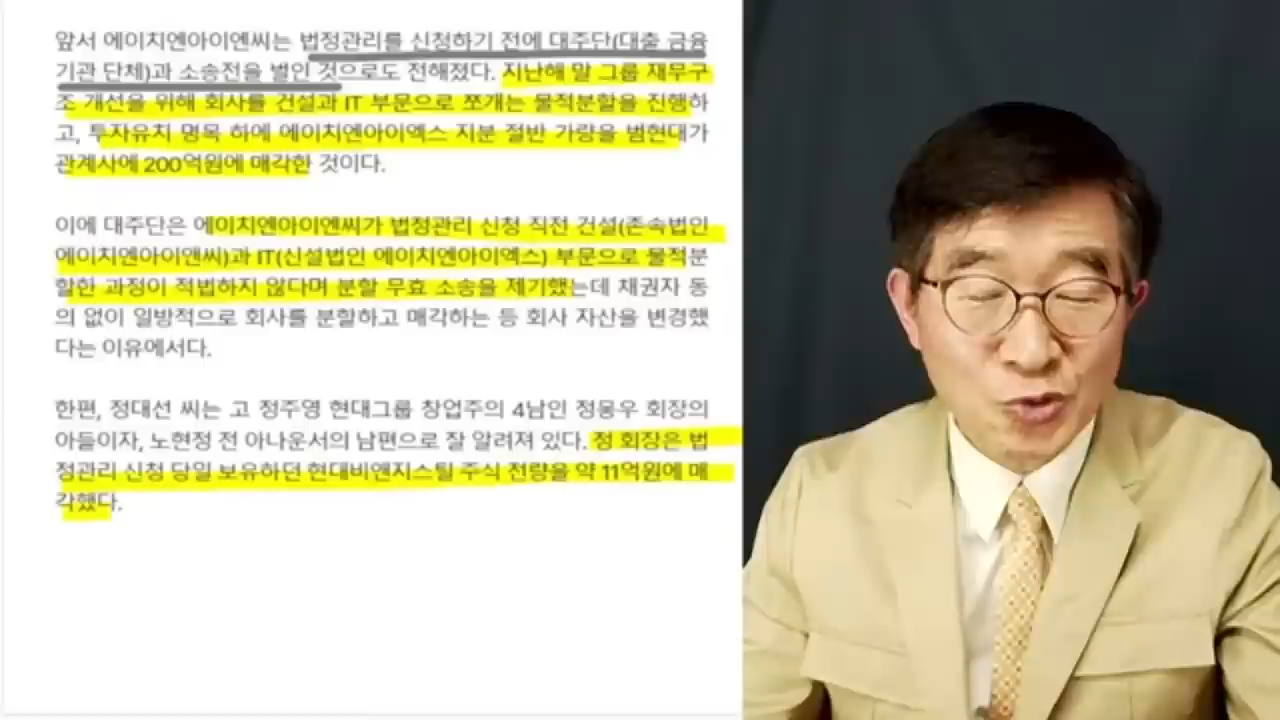 앞서 에이치엔아이엔씨는 법정관리를 신청하기 전에 대주단(대출 금융
기관 단체)과 소송전을 벌인 것으로도 전해졌다. 지난해 말 그룹 재무구
조 개선을 위해 회사를 건설과 IT 부문으로 쪼개는 물적분할을 진행하
고, 투자유치 명목 하에 에이치엔아이엑스 지분 절반 가량을 범현대가
관계사에 200억원에 매각한 것이다.
이에 대주단은 에이치엔아이엔씨가 법정관리 신청 직전 건설(존속법인
에이치엔아이앤씨)과 IT(신설법인 에이치엔아이엑스) 부문으로 물적분
할한 과정이 적법하지 않다며 분할 무효 소송을 제기했는데 채권자 동
의 없이 일방적으로 회사를 분할하고 매각하는 등 회사 자산을 변경했
다는 이유에서다.
한편, 정대선 씨는 고 정주영 현대그룹 창업주의 4남인 정몽우 회장의
아들이자, 노현정 전 아나운서의 남편으로 잘 알려져 있다. 정 회장은 법
정관리 신청 당일 보유하던 현대비앤지스틸 주식 전량을 약 11억원에 매
각했다.